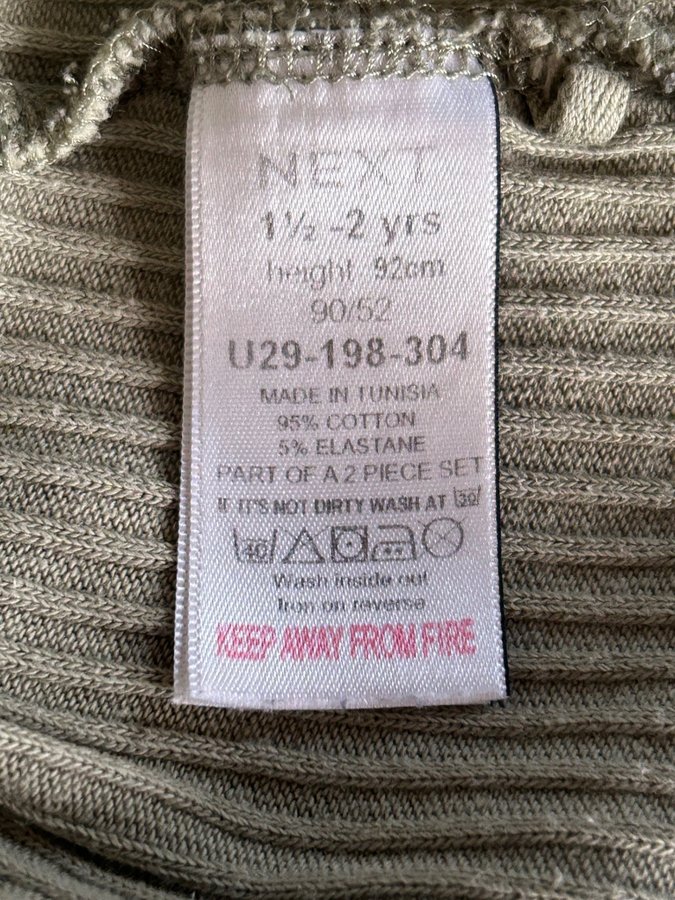 NEXT
1½ -2 yrs
height 92cm
90/52
U29-198-304
MADE IN TUNISIA
95% COTTON
5% ELASTANE
PART OF A 2 PIECE SET
IF IT'S NOT DIRTY WASH AT 30
40
Wash inside out
Iron on reverse
KEEP AWAY FROM FIRE